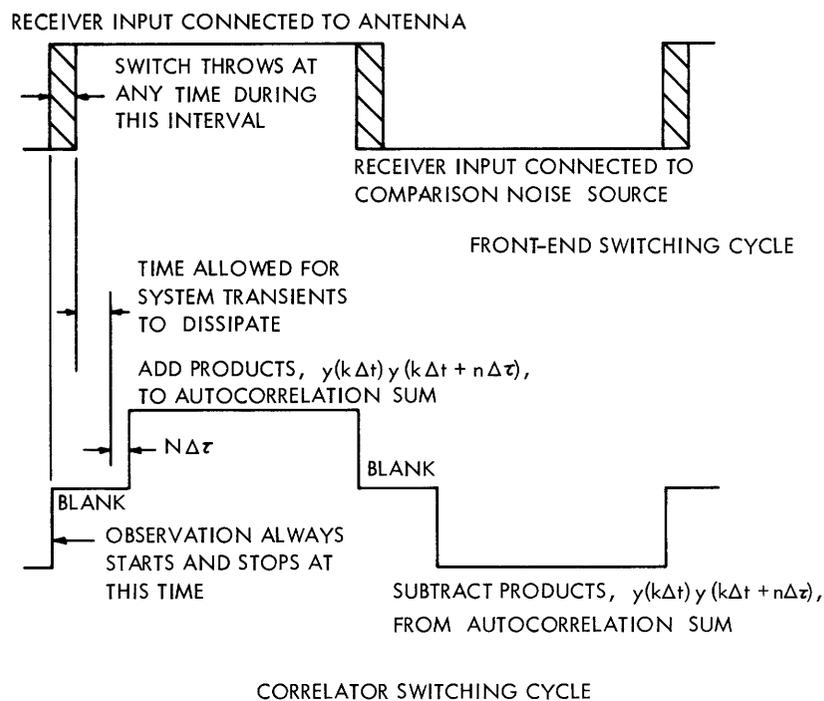 RECEIVER INPUT CONNECTED TO ANTENNA
SWITCH THROWS AT
ANY TIME DURING
THIS INTERVAL
RECEIVER INPUT CONNECTED TO
COMPARISON NOISE SOURCE
FRONT-END SWITCHING CYCLE
TIME ALLOWED FOR
SYSTEM TRANSIENTS
TO DISSIPATE
ADD PRODUCTS, y(kΔt) y (kΔt + nΔτ),
TO AUTOCORRELATION SUM
NΔτ
BLANK
BLANK
OBSERVATION ALWAYS
STARTS AND STOPS AT
THIS TIME
SUBTRACT PRODUCTS, y(kΔt) y (kΔt + nΔτ),
FROM AUTOCORRELATION SUM
CORRELATOR SWITCHING CYCLE